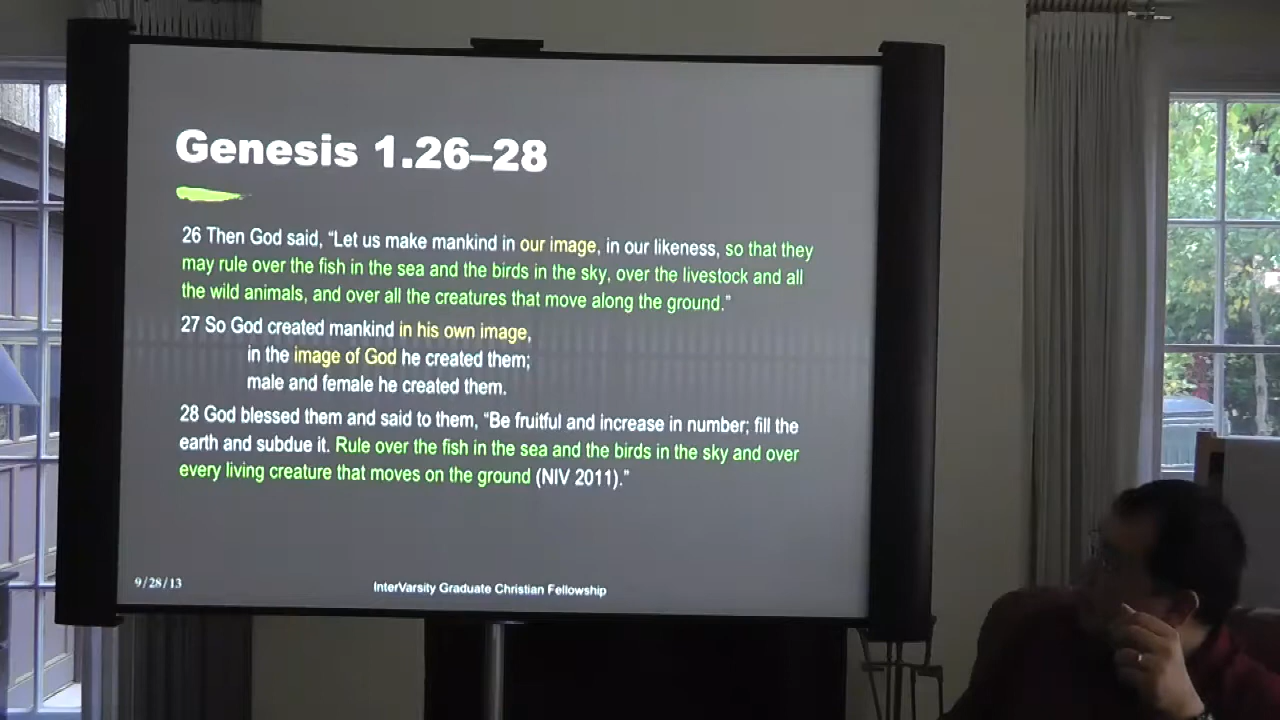 Genesis 1.26–28
26 Then God said, “Let us make mankind in our image, in our likeness, so that they
may rule over the fish in the sea and the birds in the sky, over the livestock and all
the wild animals, and over all the creatures that move along the ground.”
27 So God created mankind in his own image,
in the image of God he created them;
male and female he created them.
28 God blessed them and said to them, “Be fruitful and increase in number; fill the
earth and subdue it. Rule over the fish in the sea and the birds in the sky and over
every living creature that moves on the ground (NIV 2011).”
9/28/13
InterVarsity Graduate Christian Fellowship